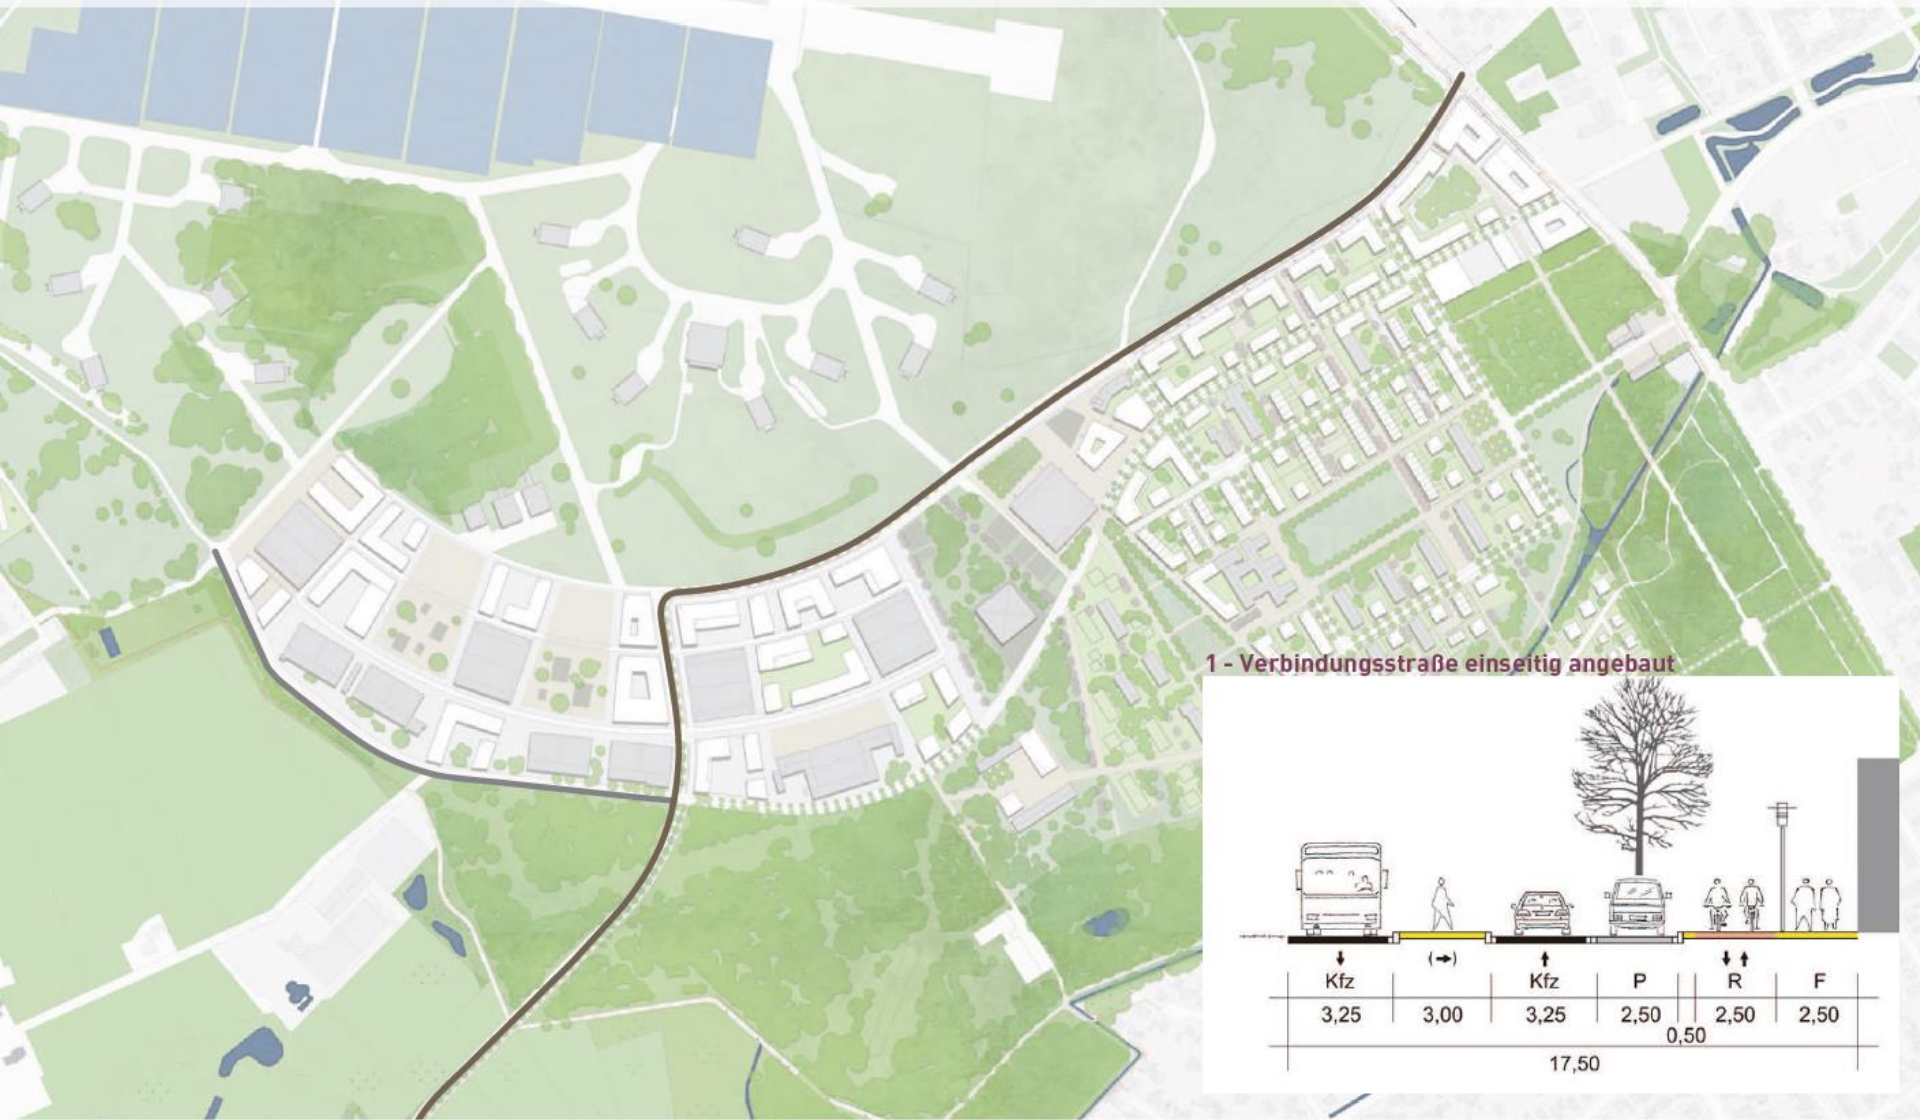 1 - Verbindungsstraße einseitig angebaut
(→)
Kfz Kfz P R F
3,25 3,00 3,25 2,50 2,50 2,50
0,50
17,50